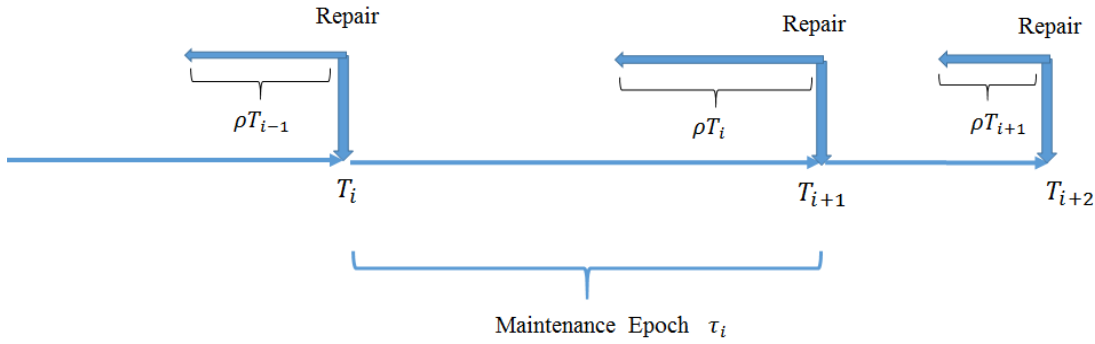 Repair
Repair
Repair
ρT_{i−1}
ρT_i
ρT_{i+1}
T_i
T_{i+1}
T_{i+2}
Maintenance Epoch τ_i